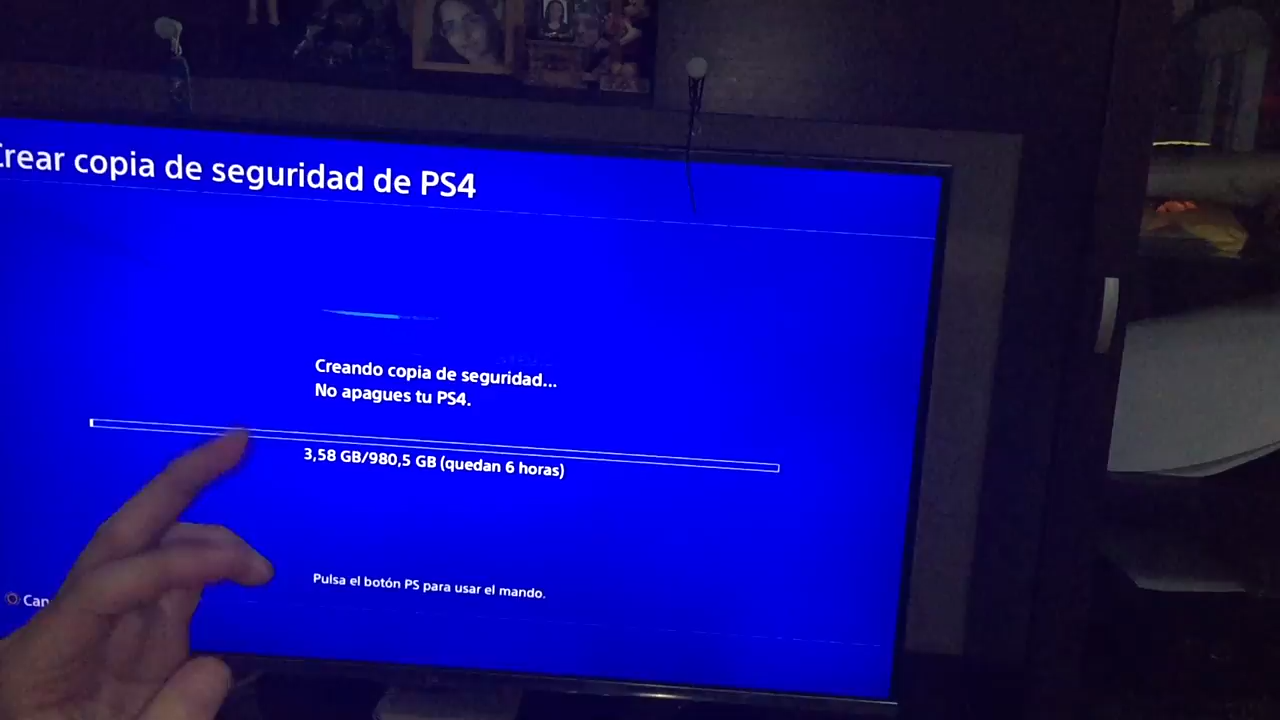 Crear copia de seguridad de PS4
Creando copia de seguridad...
No apagues tu PS4.
3,58 GB/980,5 GB (quedan 6 horas)
Pulsa el botón PS para usar el mando.
Can